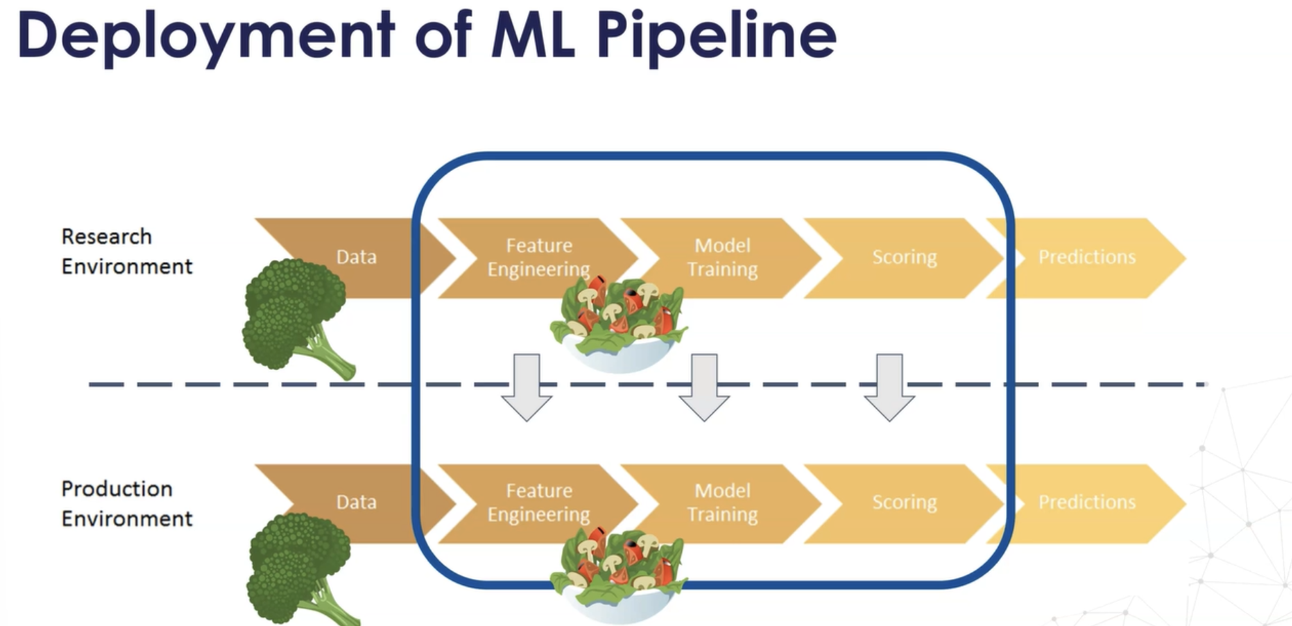 Deployment of ML Pipeline
Research
Environment
Data
Feature
Engineering
Model
Training
Scoring
Predictions
Production
Environment
Data
Feature
Engineering
Model
Training
Scoring
Predictions